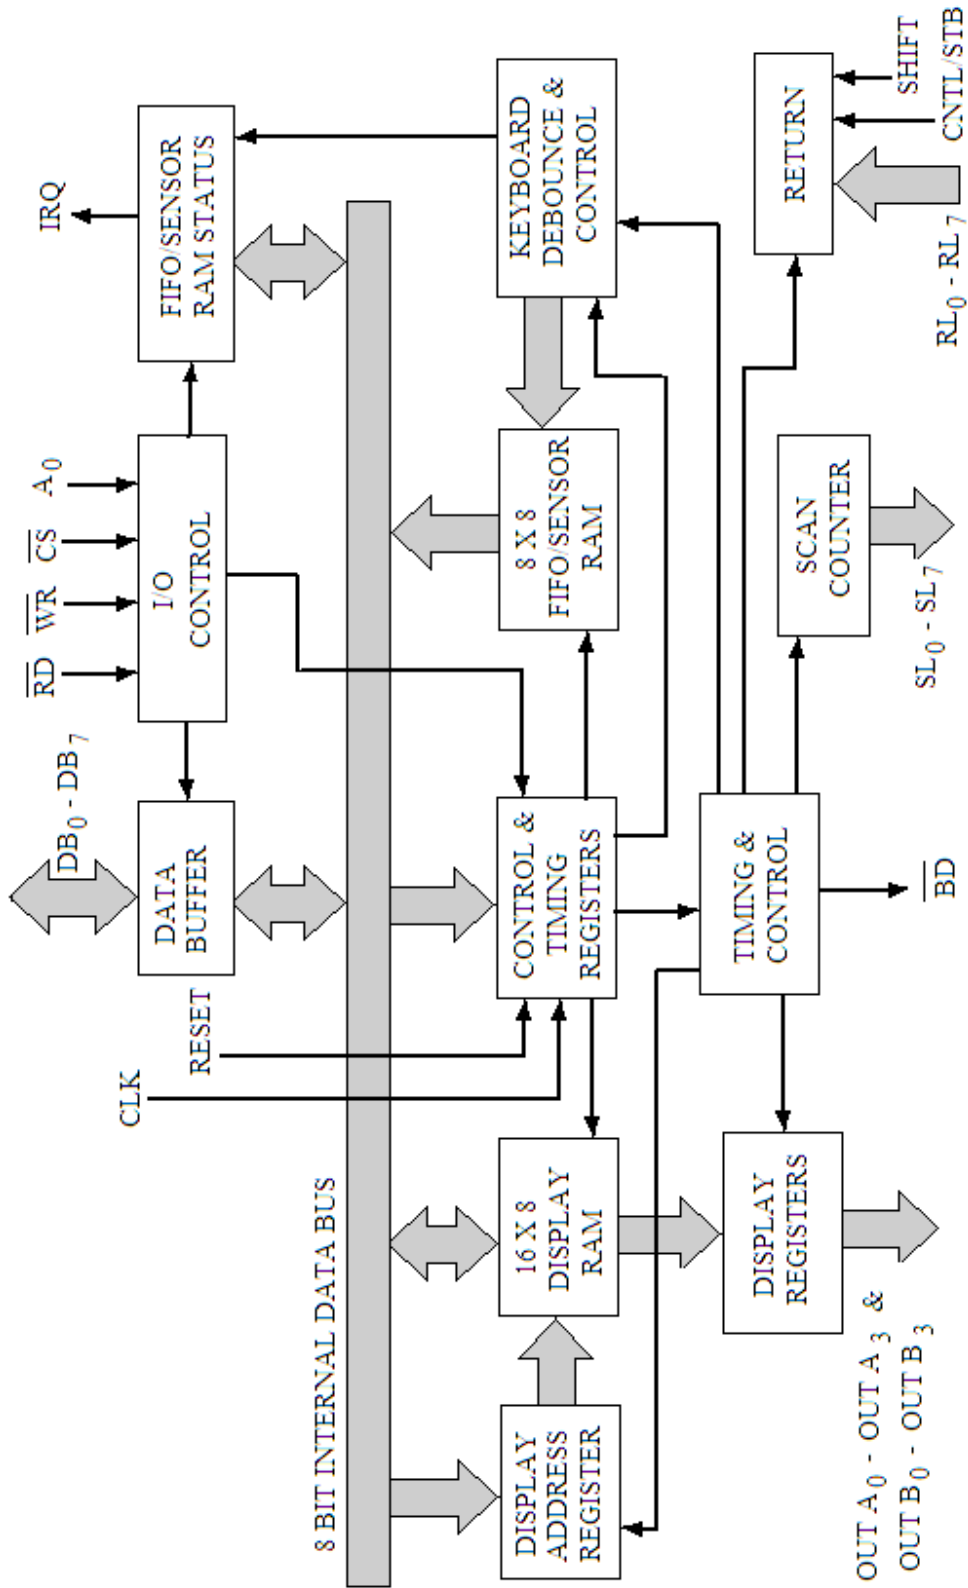 DB0 - DB7
RD
WR
CS
A0
IRQ
DATA
BUFFER
I/O
CONTROL
FIFO/SENSOR
RAM STATUS
RESET
CLK
8 BIT INTERNAL DATA BUS
DISPLAY
ADDRESS
REGISTER
16 X 8
DISPLAY
RAM
CONTROL &
TIMING
REGISTERS
8 X 8
FIFO/SENSOR
RAM
KEYBOARD
DEBOUNCE &
CONTROL
DISPLAY
REGISTERS
TIMING &
CONTROL
SCAN
COUNTER
RETURN
OUT A0 - OUT A3 &
OUT B0 - OUT B3
BD
SL0 - SL7
RL0 - RL7
CNTL/STB
SHIFT